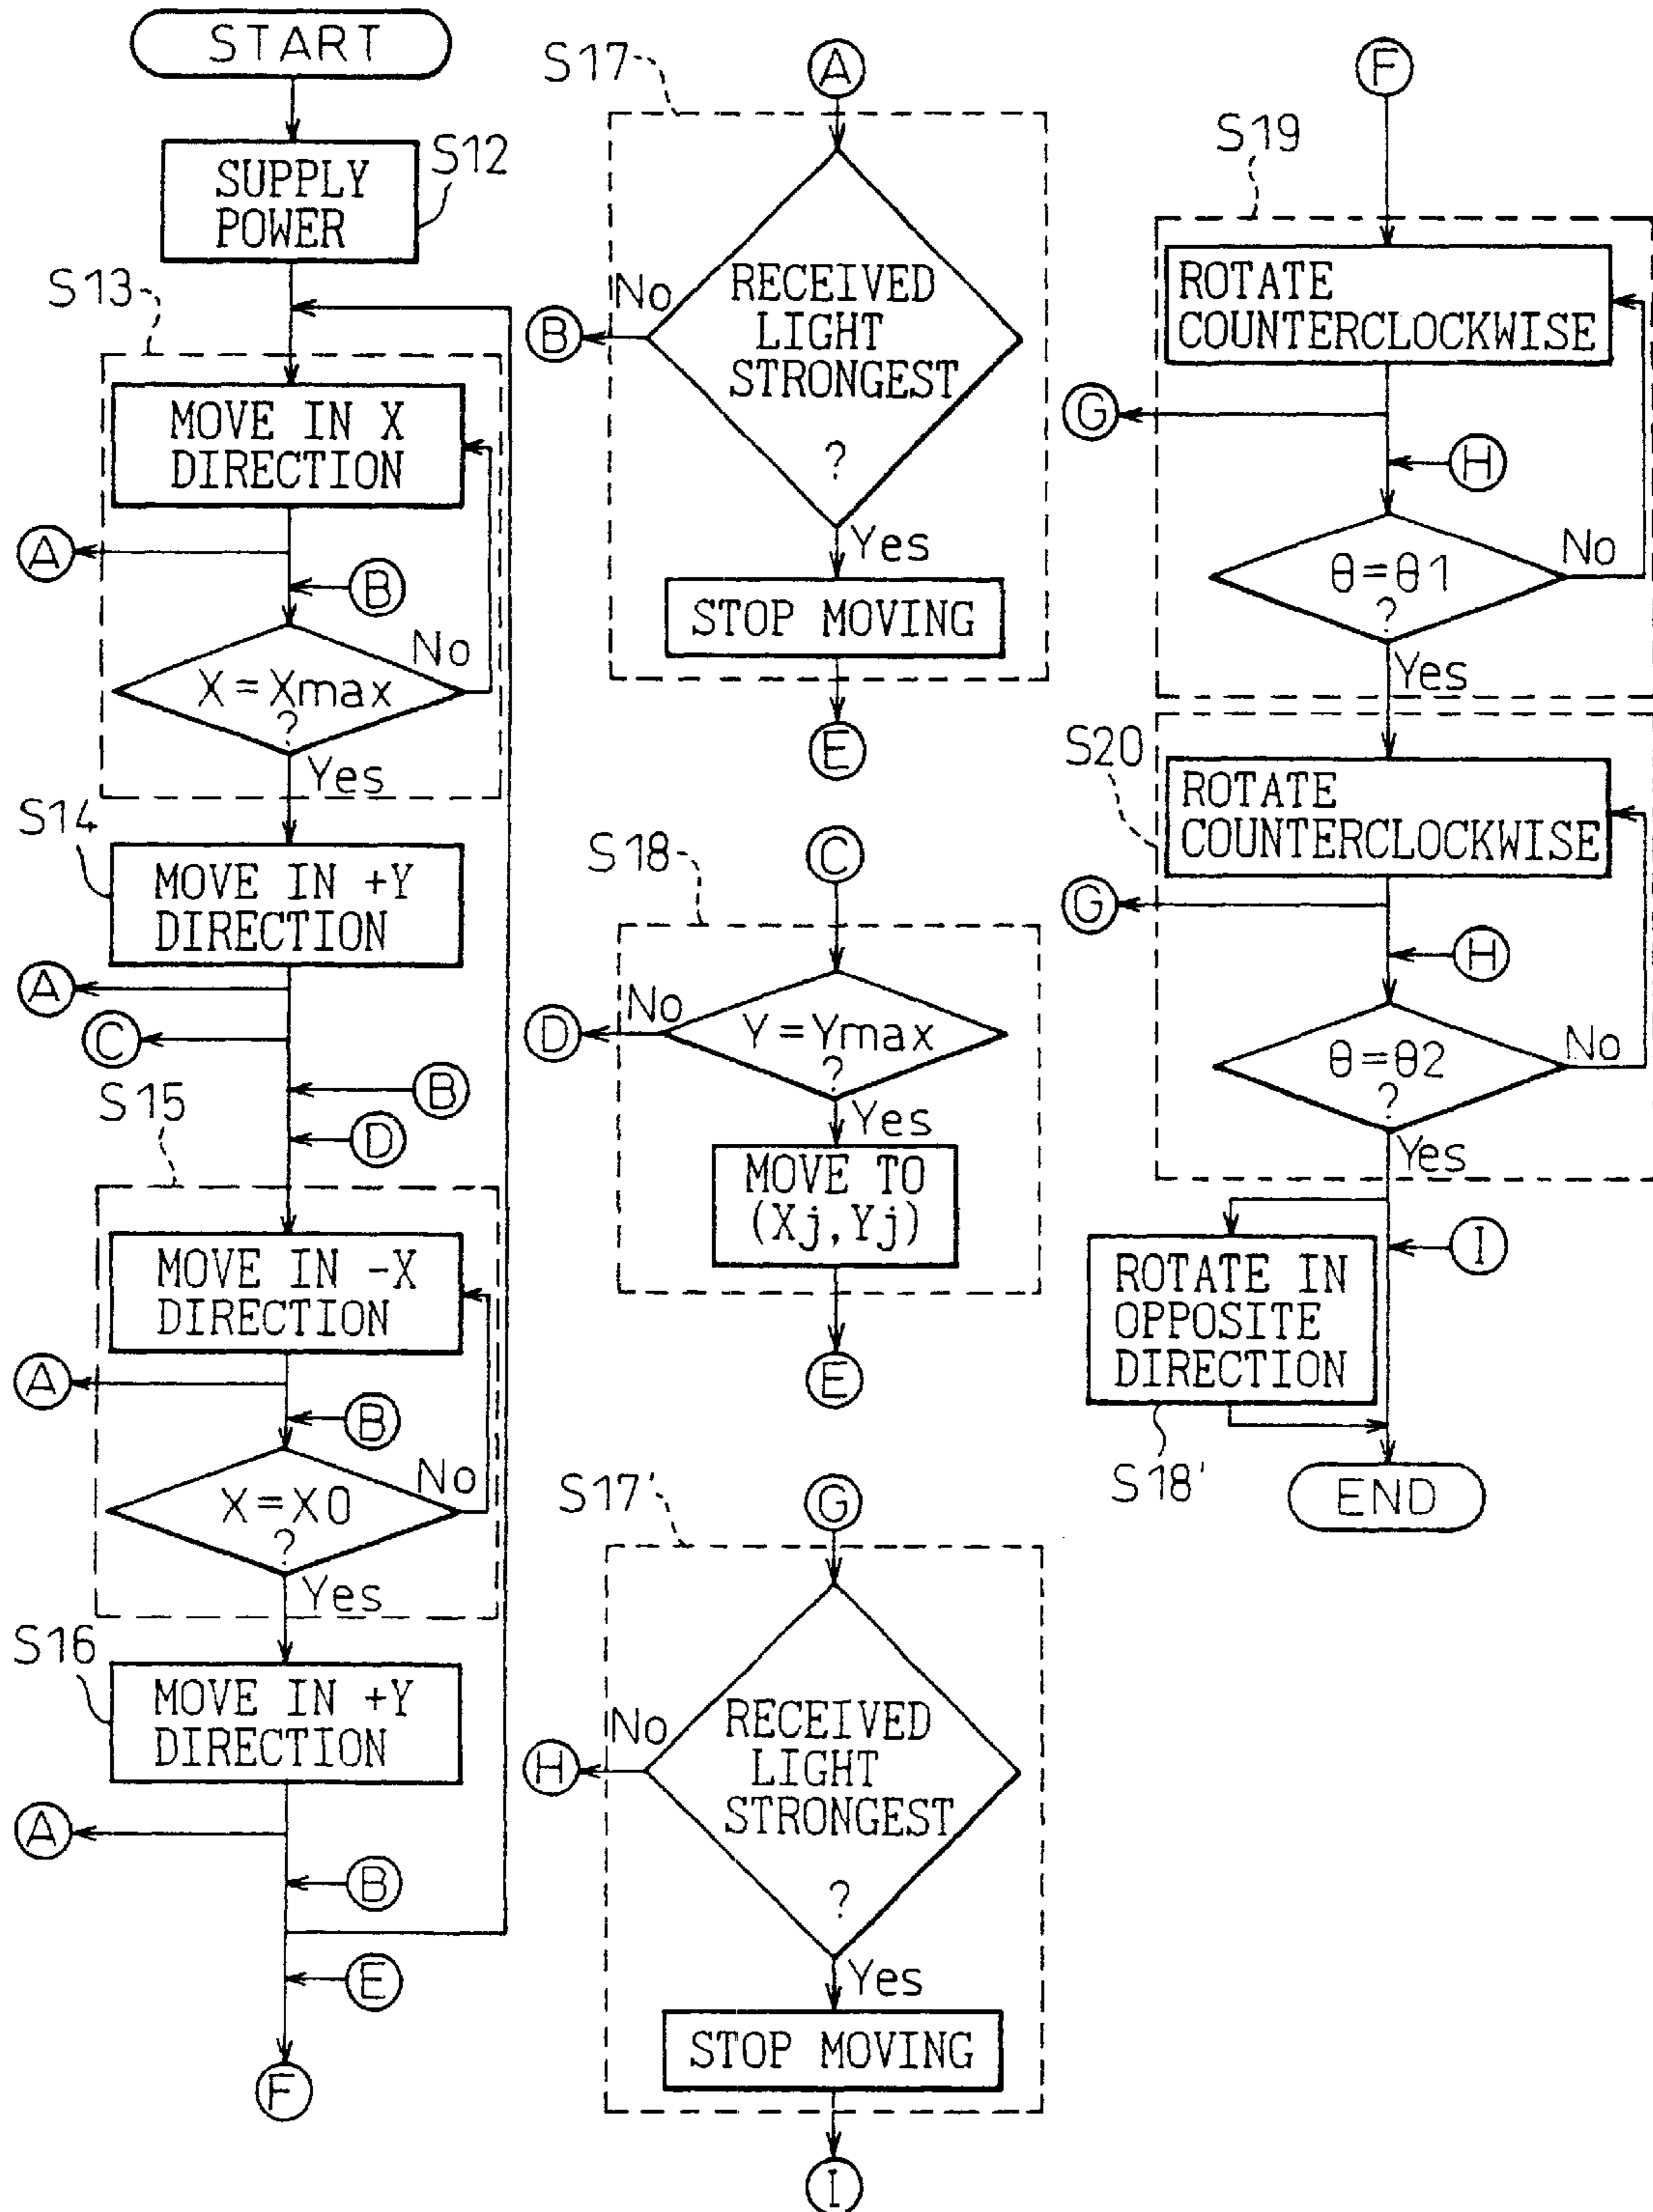 START
SUPPLY
POWER
S12
S13
MOVE IN X
DIRECTION
A
B
X=Xmax
?
No
Yes
S14
MOVE IN +Y
DIRECTION
A
C
B
D
S15
MOVE IN -X
DIRECTION
A
B
X=X0
?
No
Yes
S16
MOVE IN +Y
DIRECTION
A
B
E
F
S17
A
RECEIVED
LIGHT
STRONGEST
?
No
B
Yes
STOP MOVING
E
S18
C
Y=Ymax
?
No
D
Yes
MOVE TO
(Xj,Yj)
E
S17'
G
RECEIVED
LIGHT
STRONGEST
?
No
H
Yes
STOP MOVING
I
F
S19
ROTATE
COUNTERCLOCKWISE
G
H
θ=θ1
?
No
Yes
S20
ROTATE
COUNTERCLOCKWISE
G
H
θ=θ2
?
No
Yes
I
ROTATE IN
OPPOSITE
DIRECTION
S18'
END